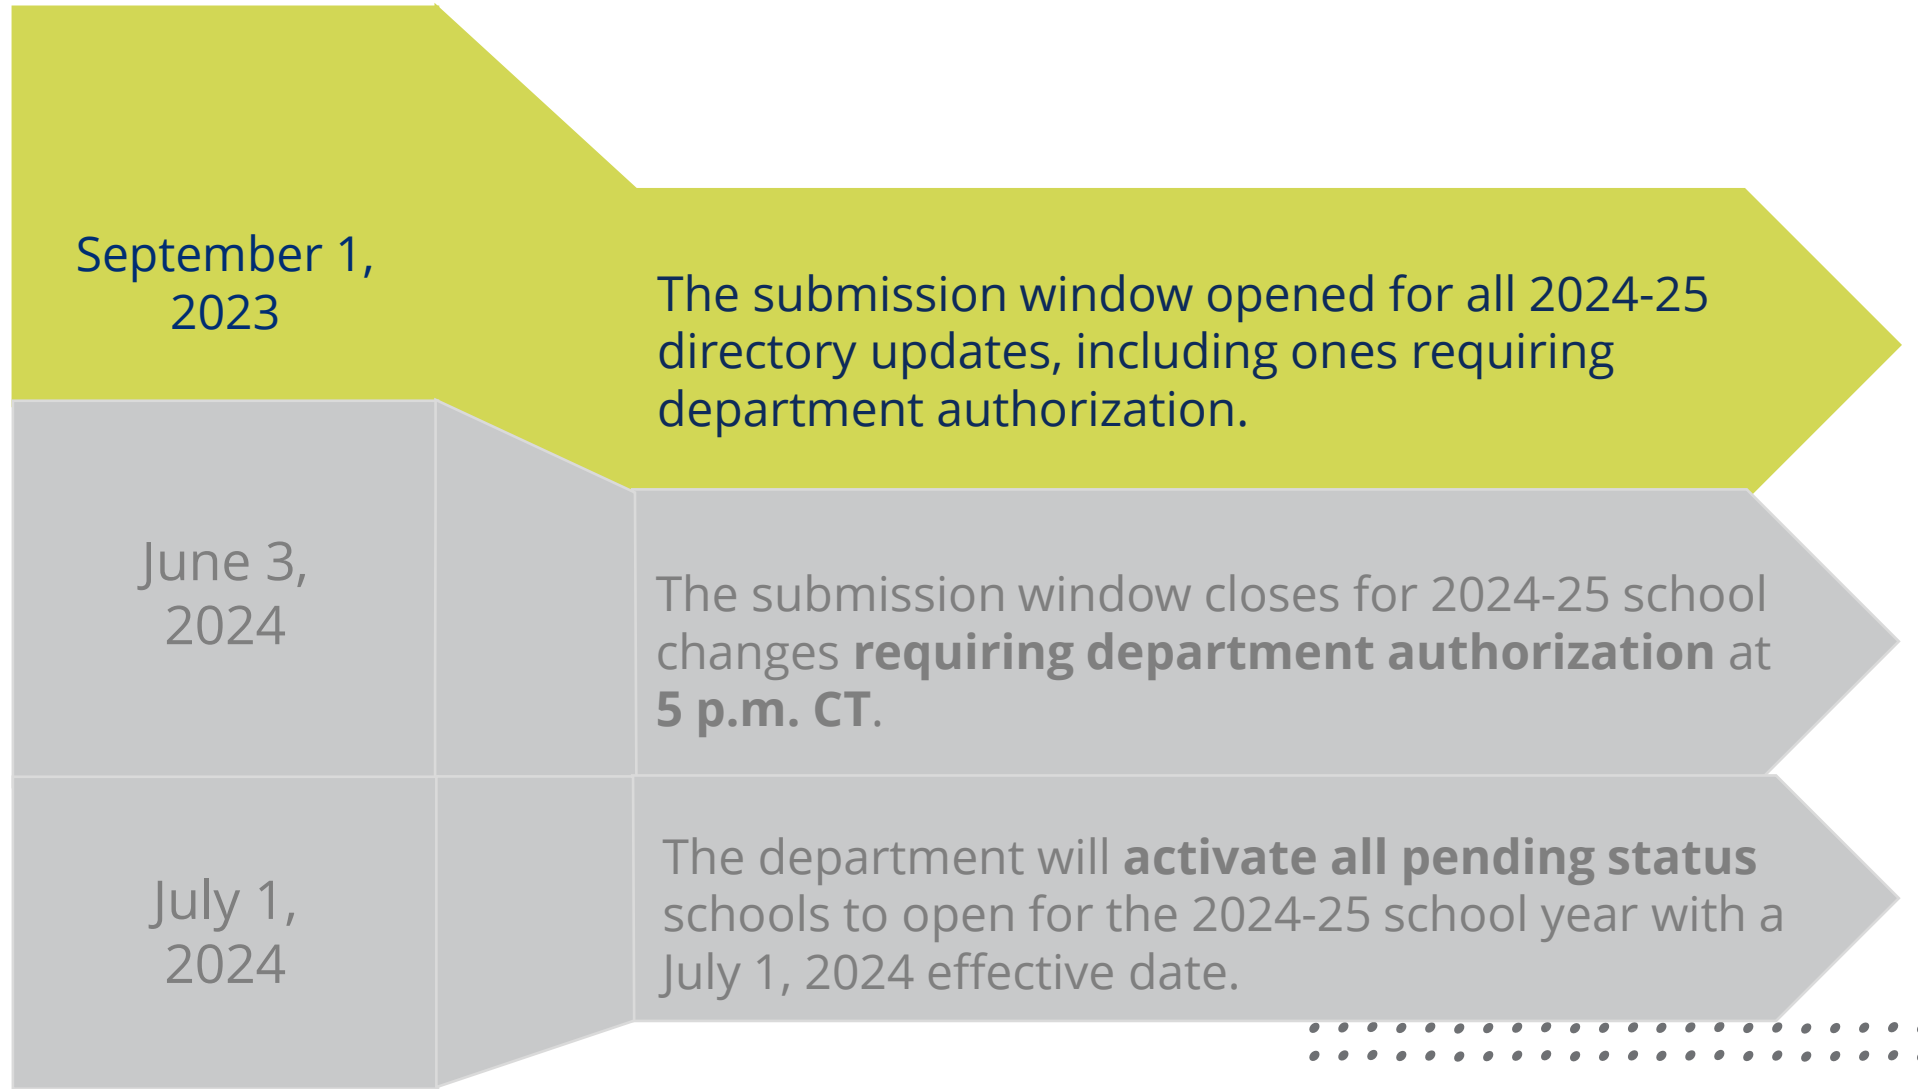 September 1,
2023
The submission window opened for all 2024-25
directory updates, including ones requiring
department authorization.
June 3,
2024
The submission window closes for 2024-25 school
changes requiring department authorization at
5 p.m. CT.
July 1,
2024
The department will activate all pending status
schools to open for the 2024-25 school year with a
July 1, 2024 effective date.